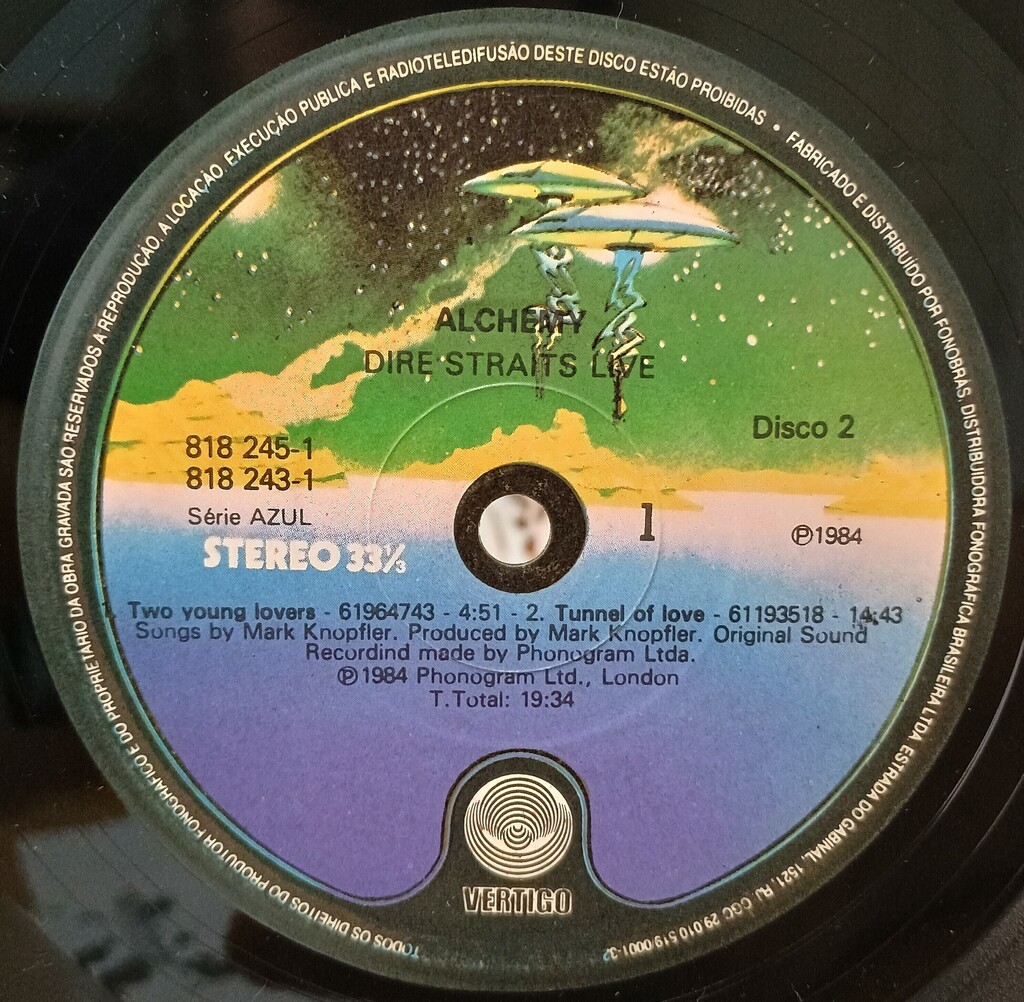 TODOS OS DIREITOS DO PRODUTOR FONOGRAFICO E DO PROPRIETARIO DA OBRA GRAVADA SÃO RESERVADOS A REPRODUÇÃO. A LOCAÇÃO. EXECUÇÃO PUBLICA E RADIOTELEDIFUSÃO DESTE DISCO ESTÃO PROIBIDAS • FABRICADO E DISTRIBUÍDO POR FONOBRÁS. DISTRIBUIDORA FONOGRÁFICA BRASILEIRA LTDA ESTRADA DO GABINAL, 1521 RJ CGC 29.010.519/0001-32
ALCHEMY
DIRE STRAITS LIVE
Disco 2
818 245-1
818 243-1
Série AZUL
STEREO 33⅓
1
℗1984
1. Two young lovers - 61964743 - 4:51 - 2. Tunnel of love - 61193518 - 14:43
Songs by Mark Knopfler. Produced by Mark Knopfler. Original Sound
Recordind made by Phonogram Ltda.
℗1984 Phonogram Ltd., London
T.Total: 19:34
VERTIGO